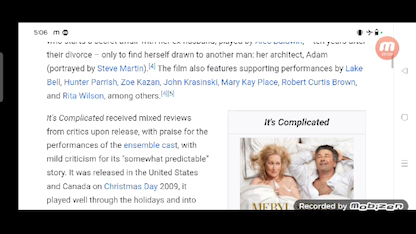 5:06 m
who starts a secret affair with her ex-husband, played by Alec Baldwin, – ten years after
their divorce – only to find herself drawn to another man: her architect, Adam
(portrayed by Steve Martin).[4] The film also features supporting performances by Lake
Bell, Hunter Parrish, Zoe Kazan, John Krasinski, Mary Kay Place, Robert Curtis Brown,
and Rita Wilson, among others.[4][5]
It's Complicated received mixed reviews
from critics upon release, with praise for the
performances of the ensemble cast, with
mild criticism for its "somewhat predictable"
story. It was released in the United States
and Canada on Christmas Day 2009, it
played well through the holidays and into
It's Complicated
MERYL
Recorded by Mobizen